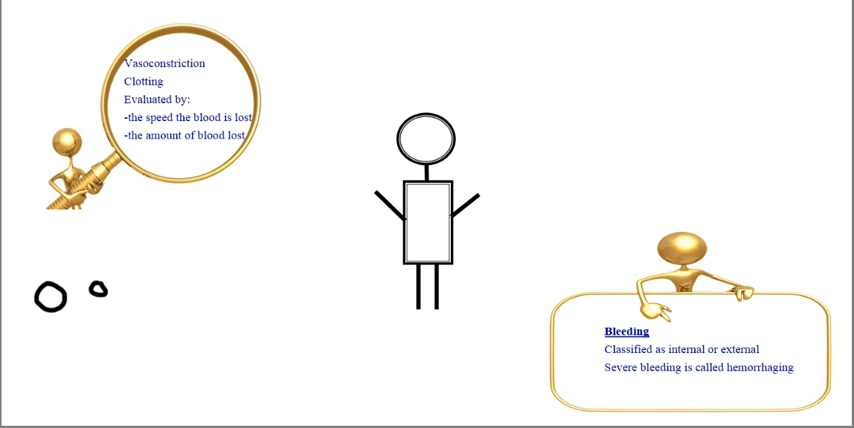 Vasoconstriction
Clotting
Evaluated by:
-the speed the blood is lost
-the amount of blood lost
Bleeding
Classified as internal or external
Severe bleeding is called hemorrhaging